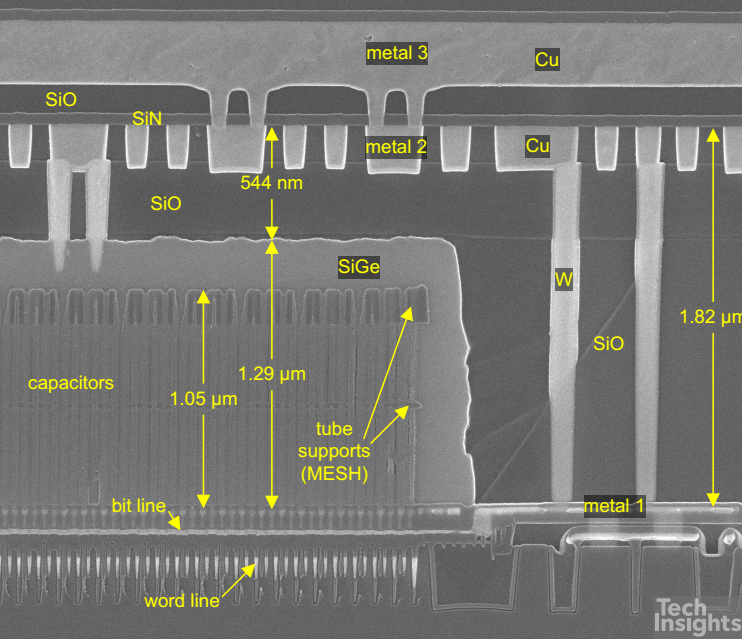 metal 3
Cu
SiO
SiN
metal 2
Cu
544 nm
SiO
SiGe
W
1.82 µm
SiO
capacitors
1.29 µm
1.05 µm
tube
supports
(MESH)
bit line
metal 1
word line
Tech
Insights